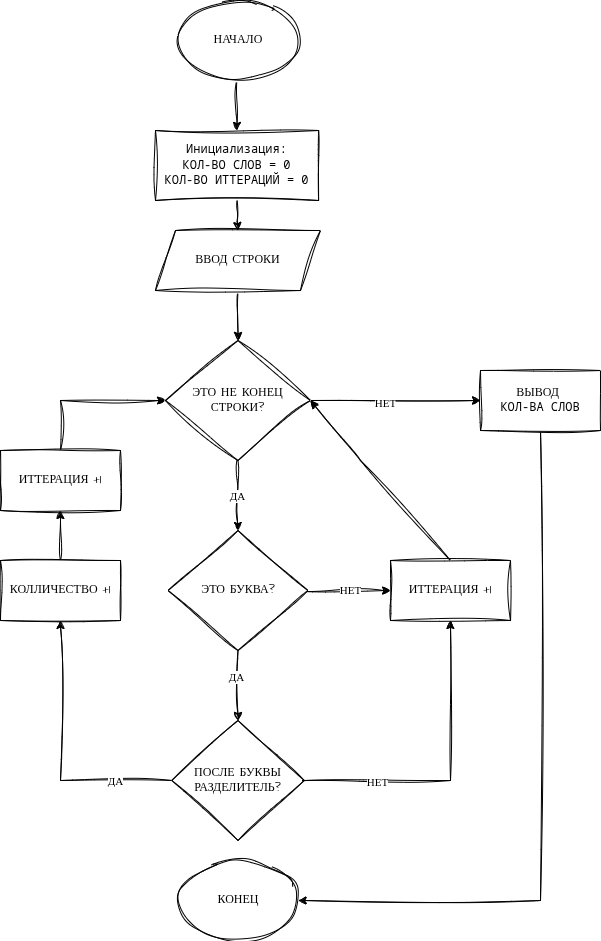 НАЧАЛО
Инициализация:
КОЛ-ВО СЛОВ = 0
КОЛ-ВО ИТТЕРАЦИЙ = 0
ВВОД СТРОКИ
ЭТО НЕ КОНЕЦ
СТРОКИ?
НЕТ
ВЫВОД
КОЛ-ВА СЛОВ
ИТТЕРАЦИЯ +1
ДА
КОЛЛИЧЕСТВО +1
ЭТО БУКВА?
НЕТ
ИТТЕРАЦИЯ +1
ДА
ПОСЛЕ БУКВЫ
РАЗДЕЛИТЕЛЬ?
ДА
НЕТ
КОНЕЦ